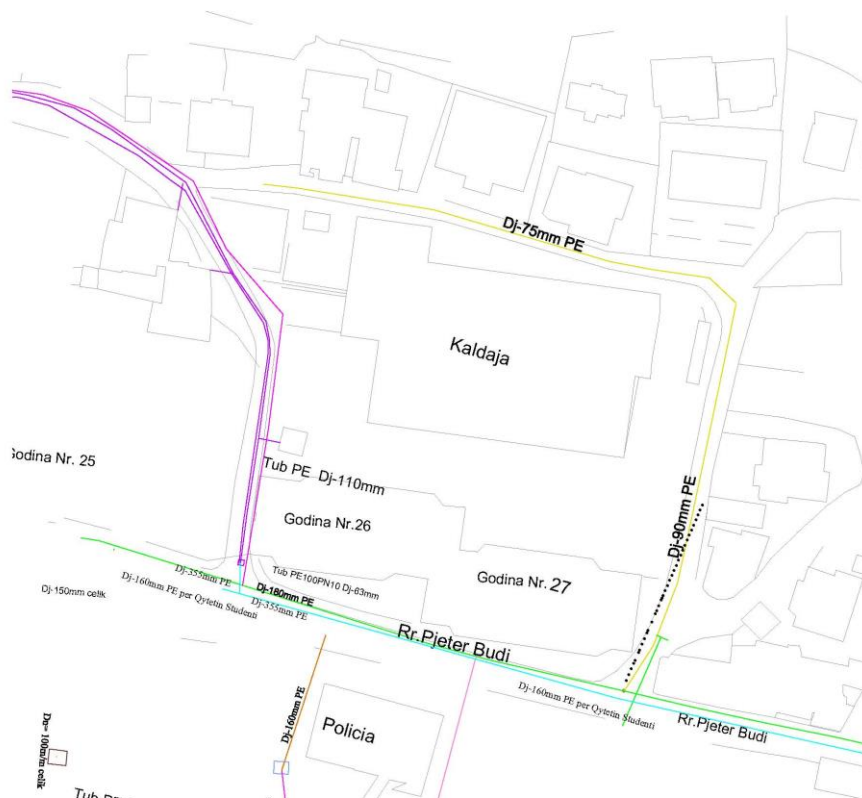 Dj-75mm PE
Kaldaja
Godina Nr. 25
Tub PE Dj-110mm
Godina Nr.26
Dj-90mm PE
Tub PE100PN10 Dj-63mm
Godina Nr. 27
Dj-355mm PE
Dj-160mm PE per Qytetin Studenti
Dj-160mm PE
Dj-355mm PE
Dj-150mm celik
Rr.Pjeter Budi
Dj-160mm PE per Qytetin Studenti
Rr.Pjeter Budi
Dj-160mm PE
Policia
Dn= 100m/m celik